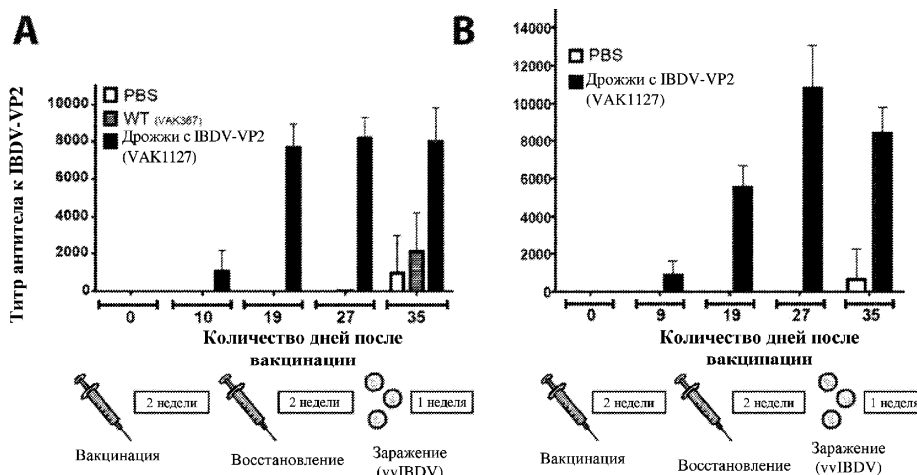 A
Титр антитела к IBDV-VP2
PBS
WT (VAK367)
Дрожжи с IBDV-VP2
(VAK1127)
10000
8000
6000
4000
2000
0
0 10 19 27 35
Количество дней после
вакцинации
2 недели
2 недели
1 неделя
Вакцинация
Восстановление
Заражение
(vvIBDV)
B
PBS
Дрожжи с IBDV-VP2
(VAK1127)
14000
12000
10000
8000
6000
4000
2000
0
0 9 19 27 35
Количество дней после
вакцинации
2 недели
2 недели
1 неделя
Вакцинация
Восстановление
Заражение
(vvIBDV)